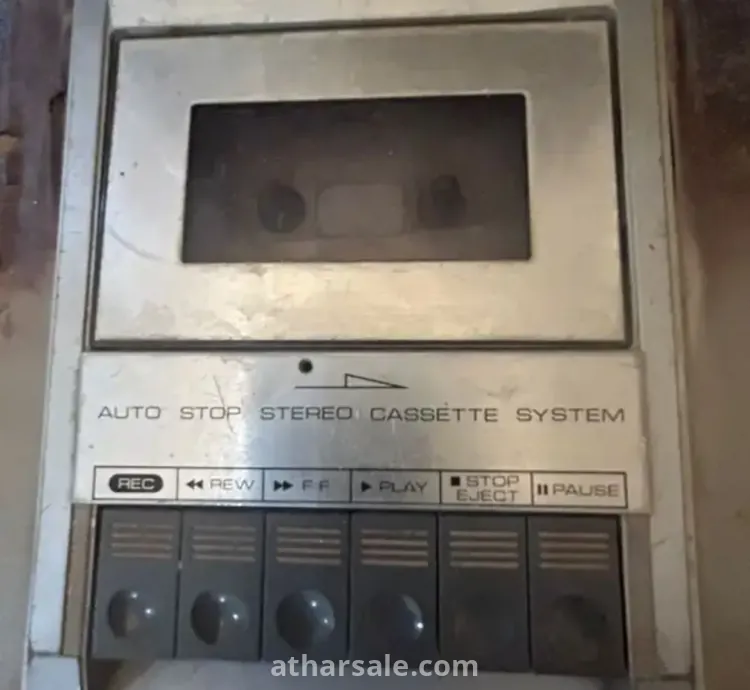 AUTO STOP STEREO CASSETTE SYSTEM
REC ◀◀ REW ▶▶ F F ▶ PLAY ■ STOP EJECT ▮▮ PAUSE
atharsale.com